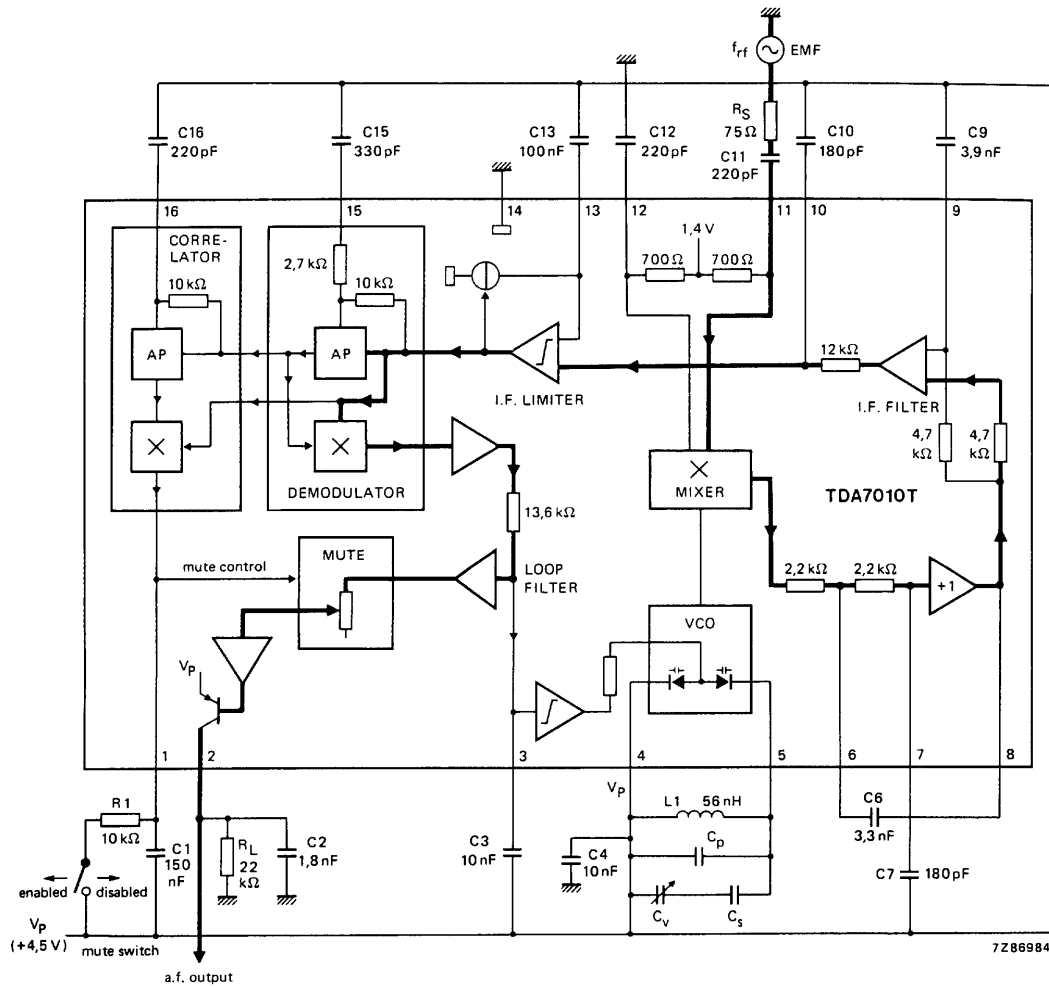 f_rf EMF
R_S
75Ω
C16
220pF
C15
330pF
C13
100nF
C12
220pF
C11
220pF
C10
180pF
C9
3,9nF
16
15
14
13
12
11
10
9
CORRE-
LATOR
10kΩ
AP
2,7kΩ
10kΩ
AP
DEMODULATOR
1,4V
700Ω
700Ω
I.F. LIMITER
12kΩ
I.F. FILTER
4,7
kΩ
4,7
kΩ
MIXER
TDA7010T
13,6kΩ
2,2kΩ
2,2kΩ
+1
mute control
MUTE
LOOP
FILTER
VCO
V_P
1
2
3
4
5
6
7
8
V_P
R1
10kΩ
C1
150
nF
R_L
22
kΩ
C2
1,8nF
C3
10nF
C4
10nF
L1 56nH
C_p
C_v
C_s
C6
3,3nF
C7
180pF
enabled
disabled
V_P
(+4,5V)
mute switch
a.f. output
7Z86984